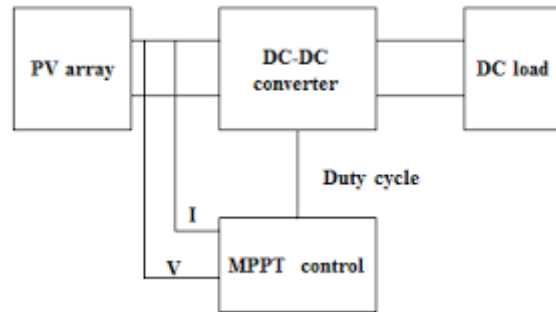 PV array
DC-DC
converter
DC load
Duty cycle
I
V
MPPT control